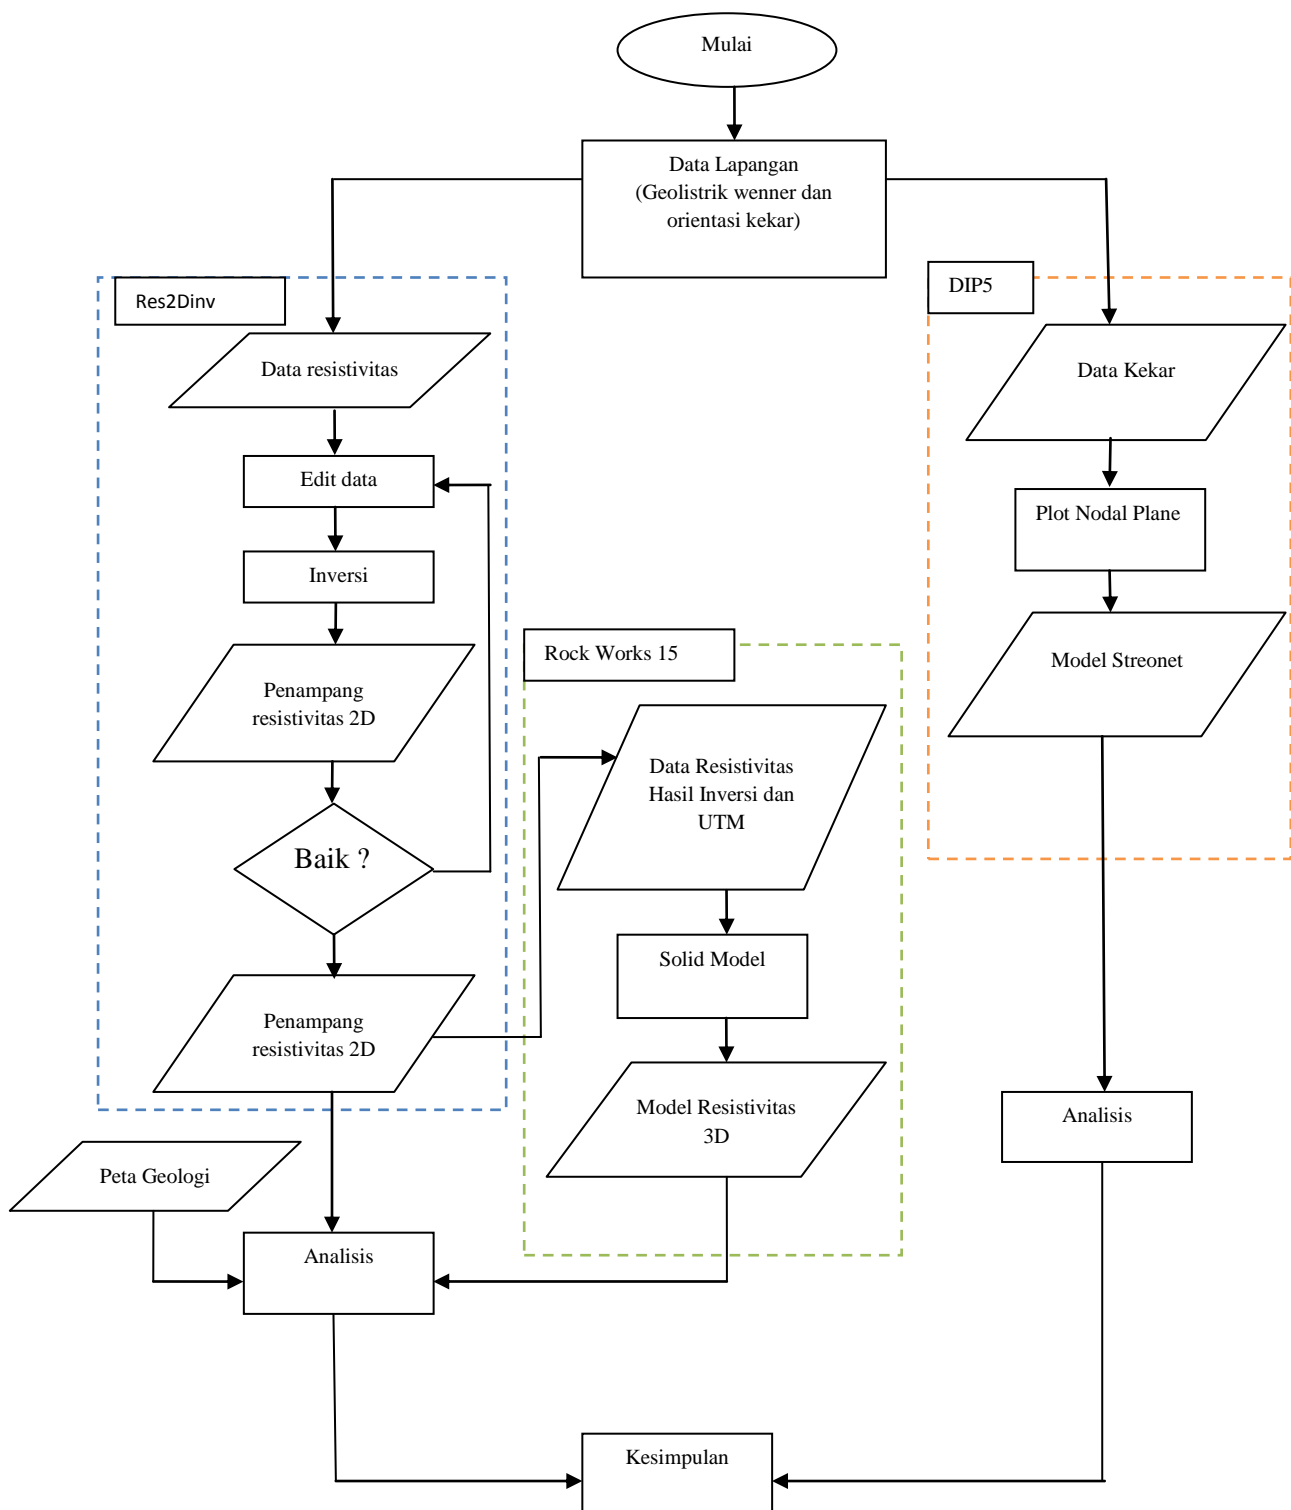 Mulai
Data Lapangan
(Geolistrik wenner dan
orientasi kekar)
Res2Dinv
DIP5
Data resistivitas
Data Kekar
Edit data
Plot Nodal Plane
Inversi
Rock Works 15
Model Streonet
Penampang
resistivitas 2D
Data Resistivitas
Hasil Inversi dan
UTM
Baik ?
Solid Model
Penampang
resistivitas 2D
Model Resistivitas
3D
Analisis
Peta Geologi
Analisis
Kesimpulan